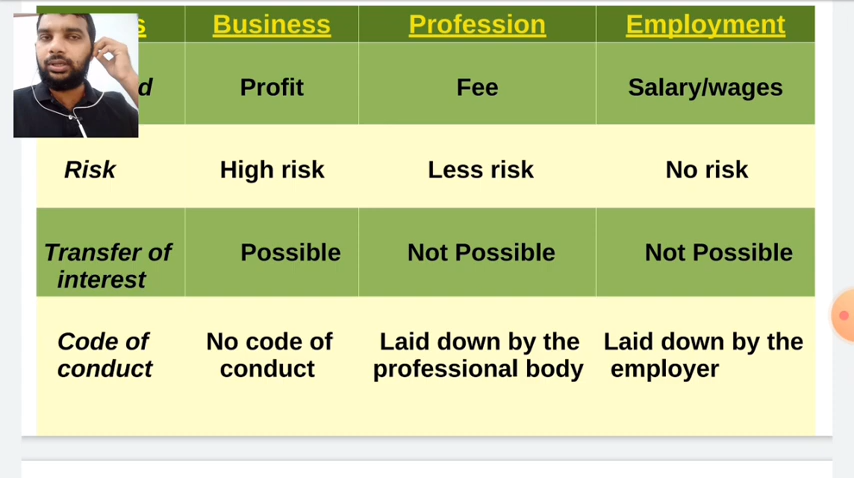 Business Profession Employment
Profit Fee Salary/wages
Risk High risk Less risk No risk
Transfer of Possible Not Possible Not Possible
interest
Code of No code of Laid down by the Laid down by the
conduct conduct professional body employer